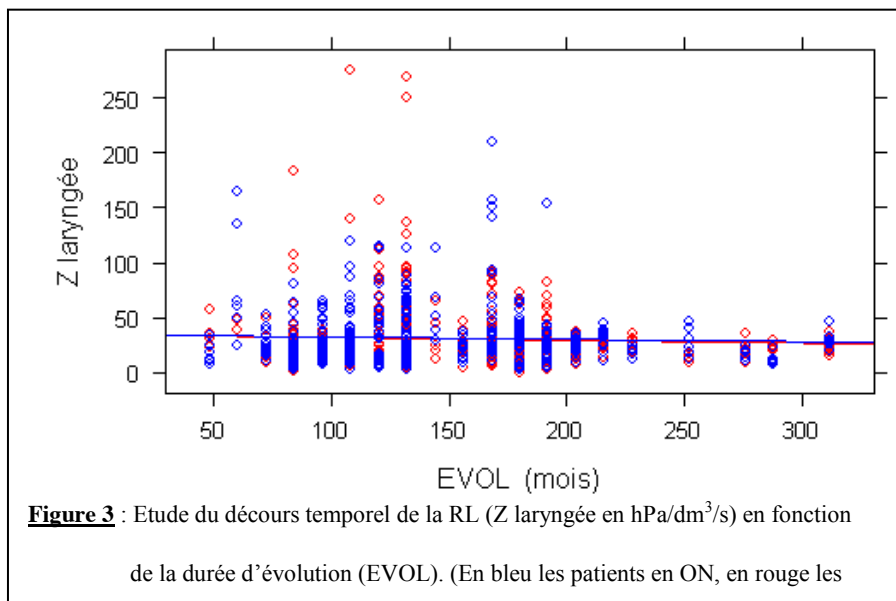 250
200
150
100
50
0
Z laryngée
50 100 150 200 250 300
EVOL (mois)
Figure 3 : Etude du décours temporel de la RL (Z laryngée en hPa/dm³/s) en fonction
de la durée d’évolution (EVOL). (En bleu les patients en ON, en rouge les